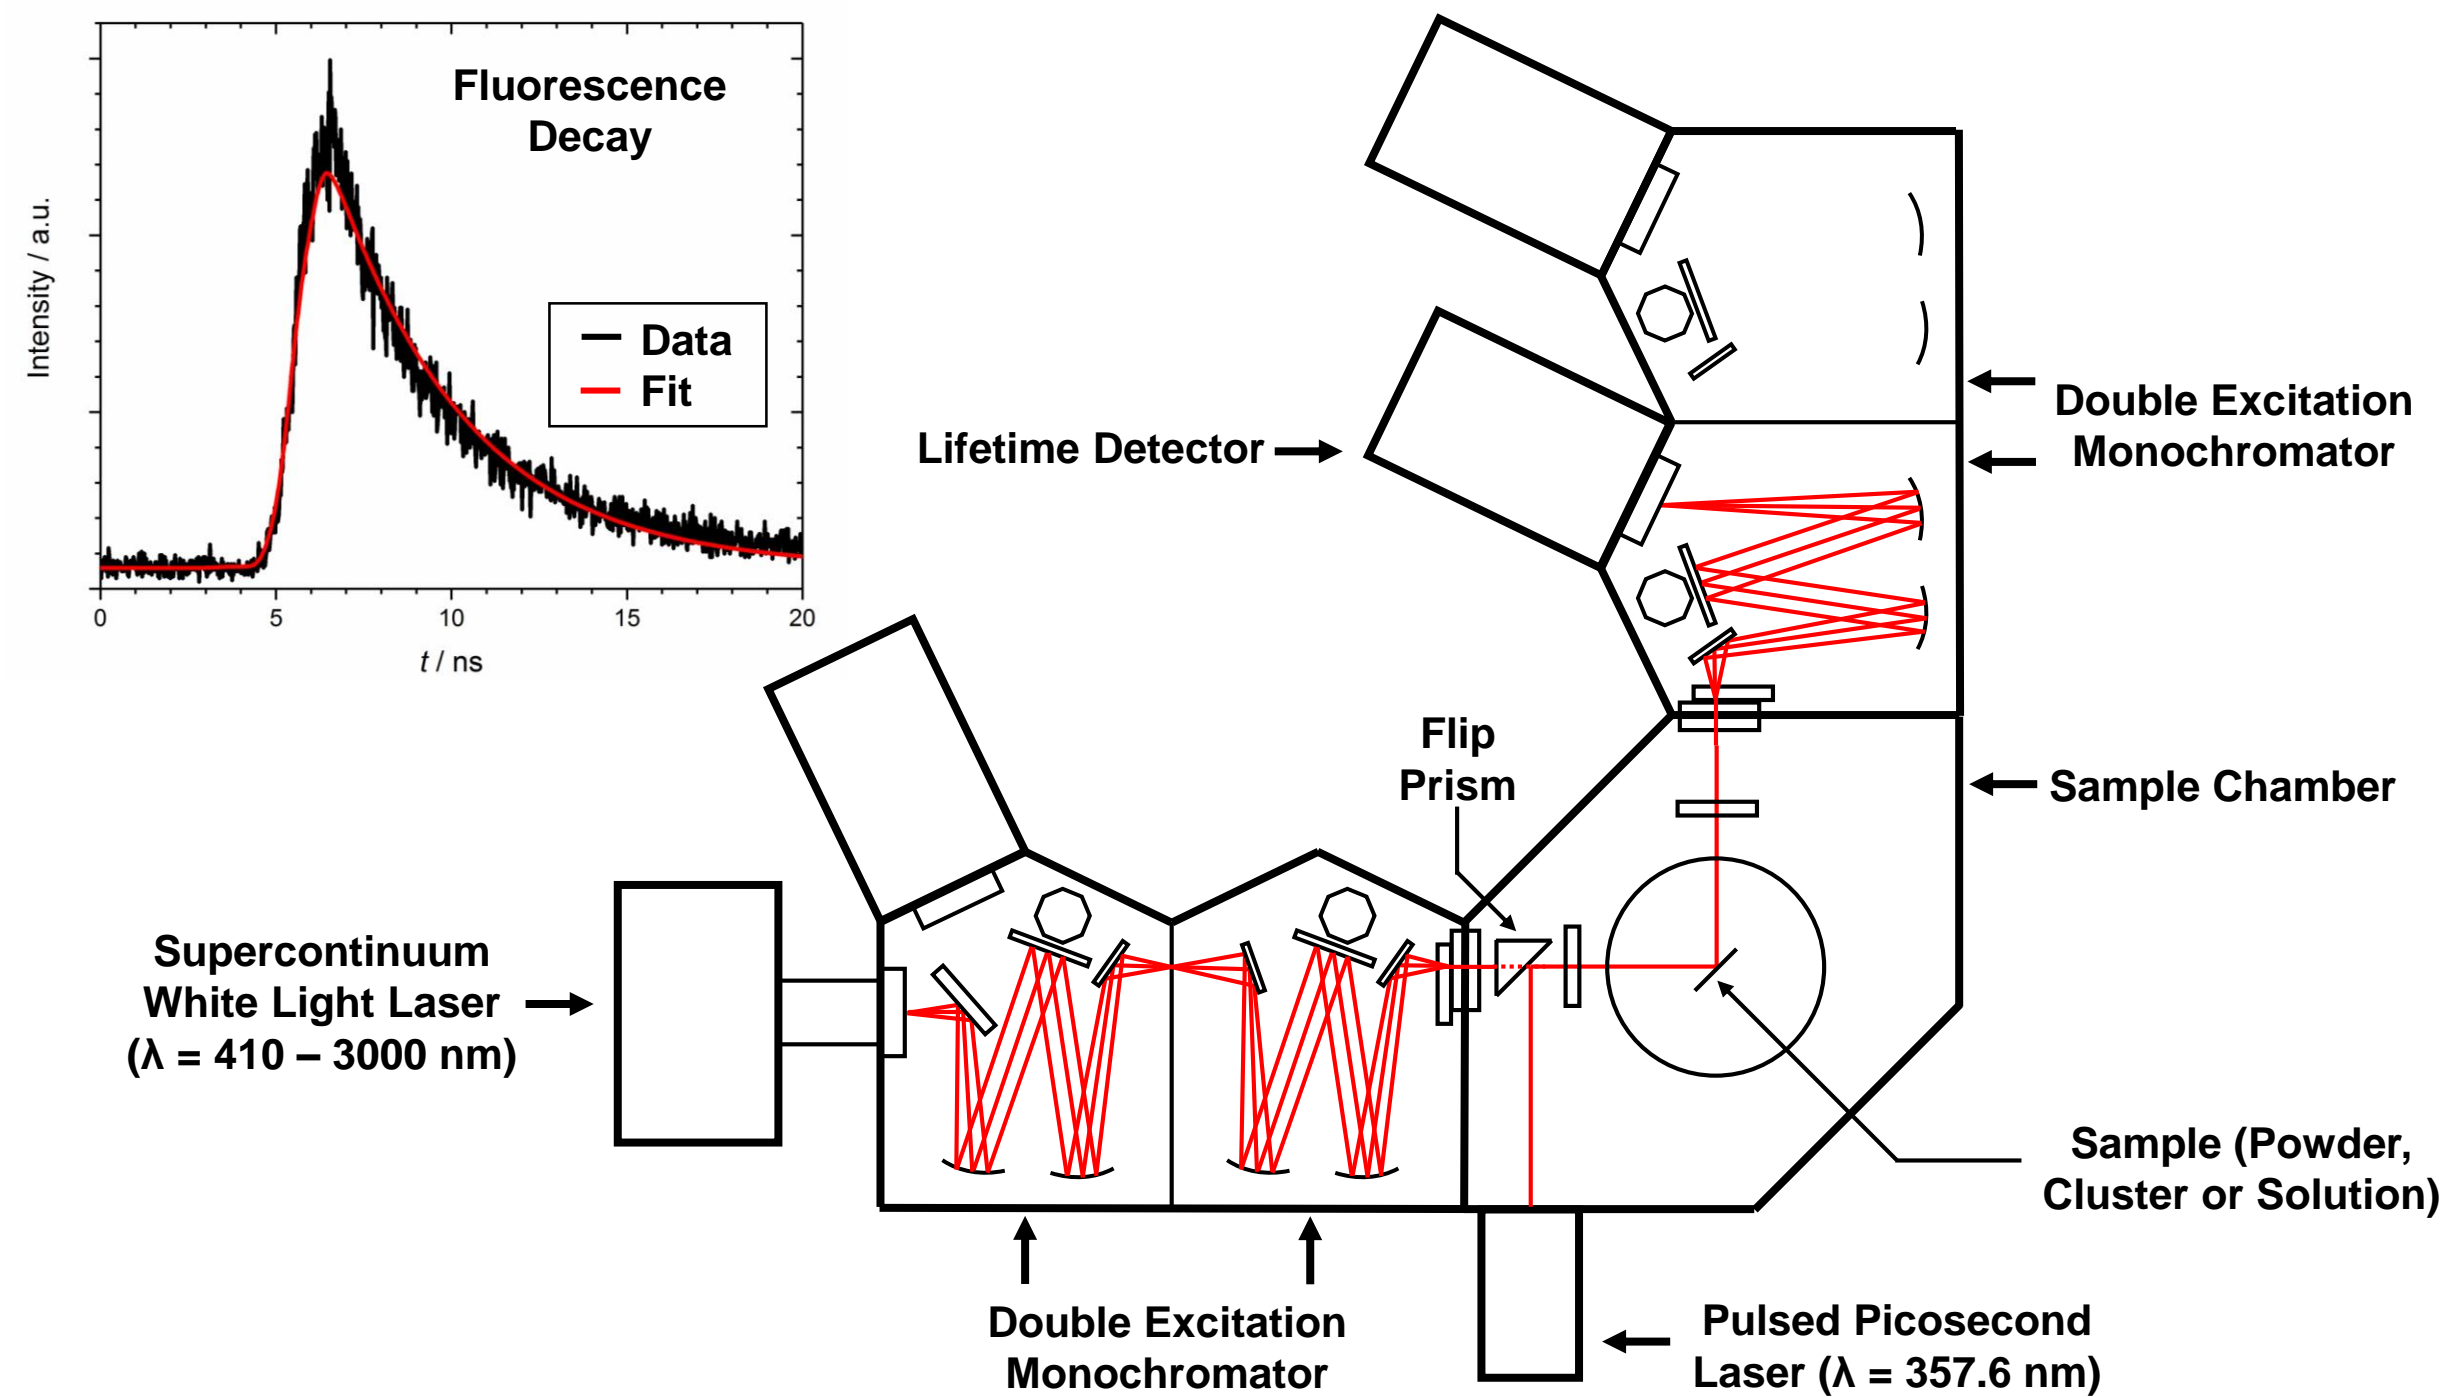 Fluorescence
Decay
Intensity / a.u.
Data
Fit
0
5
10
15
20
t / ns
Lifetime Detector
Double Excitation
Monochromator
Flip
Prism
Sample Chamber
Supercontinuum
White Light Laser
(λ = 410 – 3000 nm)
Sample (Powder,
Cluster or Solution)
Double Excitation
Monochromator
Pulsed Picosecond
Laser (λ = 357.6 nm)